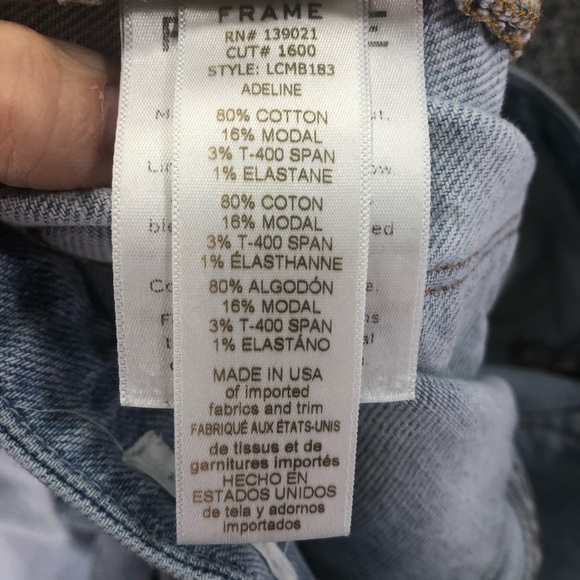 FRAME
RN# 139021
CUT# 1600
STYLE: LCMB183
ADELINE
80% COTTON
16% MODAL
3% T-400 SPAN
1% ELASTANE
80% COTON
16% MODAL
3% T-400 SPAN
1% ÉLASTHANNE
80% ALGODÓN
16% MODAL
3% T-400 SPAN
1% ELASTÁNO
MADE IN USA
of imported
fabrics and trim
FABRIQUÉ AUX ÉTATS-UNIS
de tissus et de
garnitures importés
HECHO EN
ESTADOS UNIDOS
de tela y adornos
importados